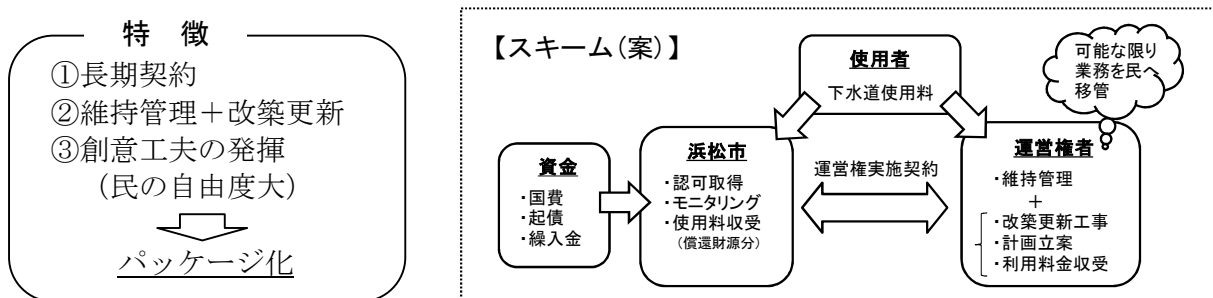 特 徴
①長期契約
②維持管理＋改築更新
③創意工夫の発揮
（民の自由度大）
パッケージ化
【スキーム（案）】
使用者
下水道使用料
可能な限り
業務を民へ
移管
資金
・国費
・起債
・繰入金
浜松市
・認可取得
・モニタリング
・使用料収受
（償還財源分）
運営権実施契約
運営権者
・維持管理
＋
・改築更新工事
・計画立案
・利用料金収受